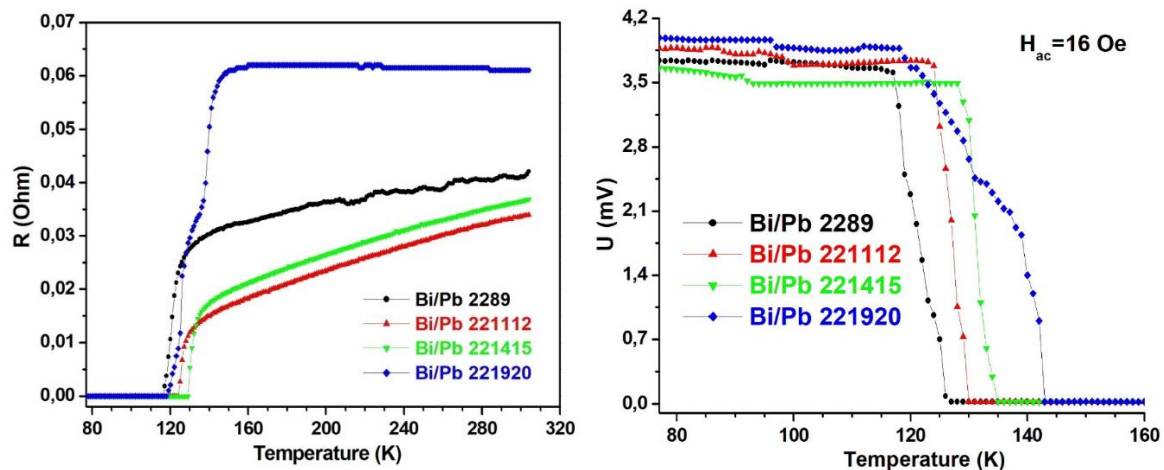 0,07
0,06
0,05
0,04
0,03
0,02
0,01
0,00
R (Ohm)
80 120 160 200 240 280 320
Temperature (K)
Bi/Pb 2289
Bi/Pb 221112
Bi/Pb 221415
Bi/Pb 221920
4,2
3,5
2,8
2,1
1,4
0,7
0,0
U (mV)
80 100 120 140 160
Temperature (K)
Hac=16 Oe
Bi/Pb 2289
Bi/Pb 221112
Bi/Pb 221415
Bi/Pb 221920